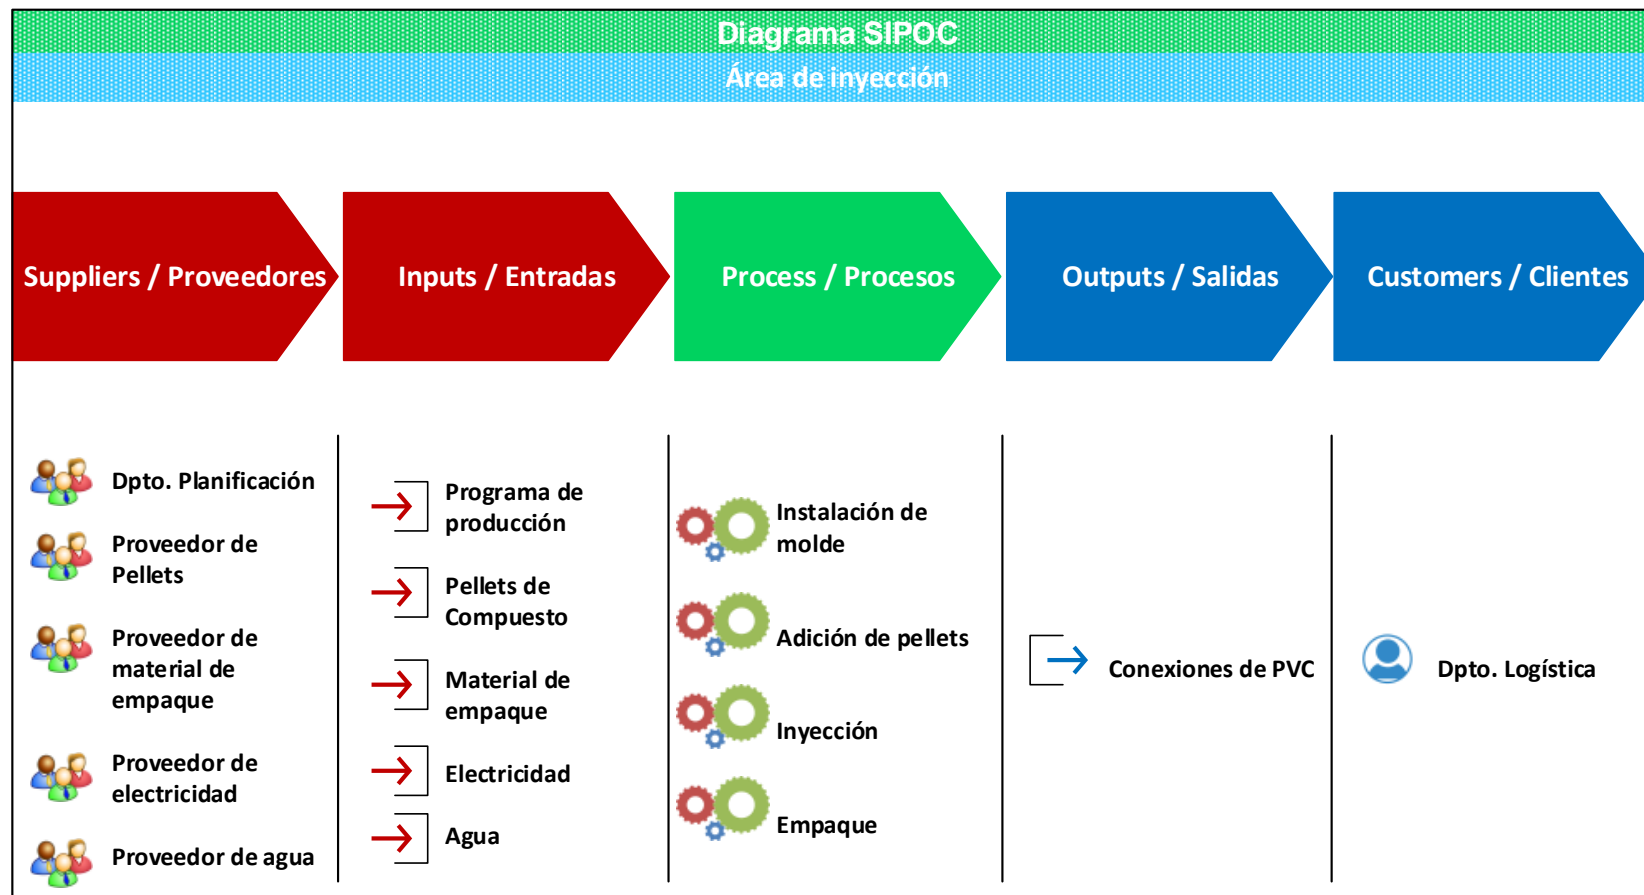 Diagrama SIPOC
Área de inyección
Suppliers / Proveedores
Inputs / Entradas
Process / Procesos
Outputs / Salidas
Customers / Clientes
Dpto. Planificación
Proveedor de
Pellets
Proveedor de
material de
empaque
Proveedor de
electricidad
Proveedor de agua
Programa de
producción
Pellets de
Compuesto
Material de
empaque
Electricidad
Agua
Instalación de
molde
Adición de pellets
Inyección
Empaque
Conexiones de PVC
Dpto. Logística